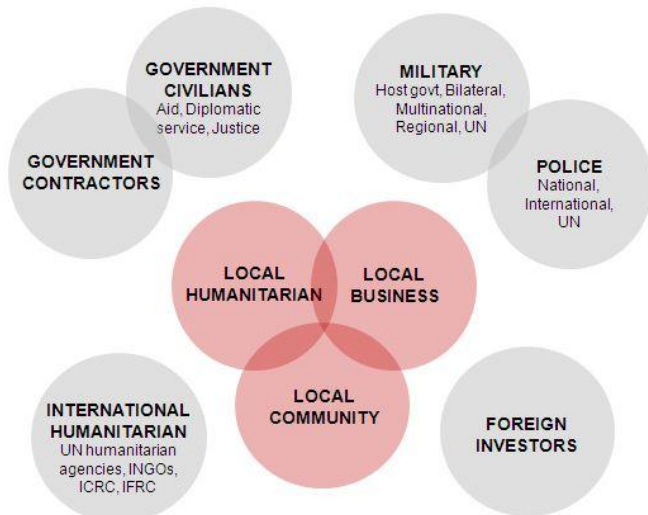 GOVERNMENT
CIVILIANS
Aid, Diplomatic
service, Justice
MILITARY
Host govt, Bilateral,
Multinational,
Regional, UN
GOVERNMENT
CONTRACTORS
POLICE
National,
International,
UN
LOCAL
HUMANITARIAN
LOCAL
BUSINESS
LOCAL
COMMUNITY
INTERNATIONAL
HUMANITARIAN
UN humanitarian
agencies, INGOs,
ICRC, IFRC
FOREIGN
INVESTORS